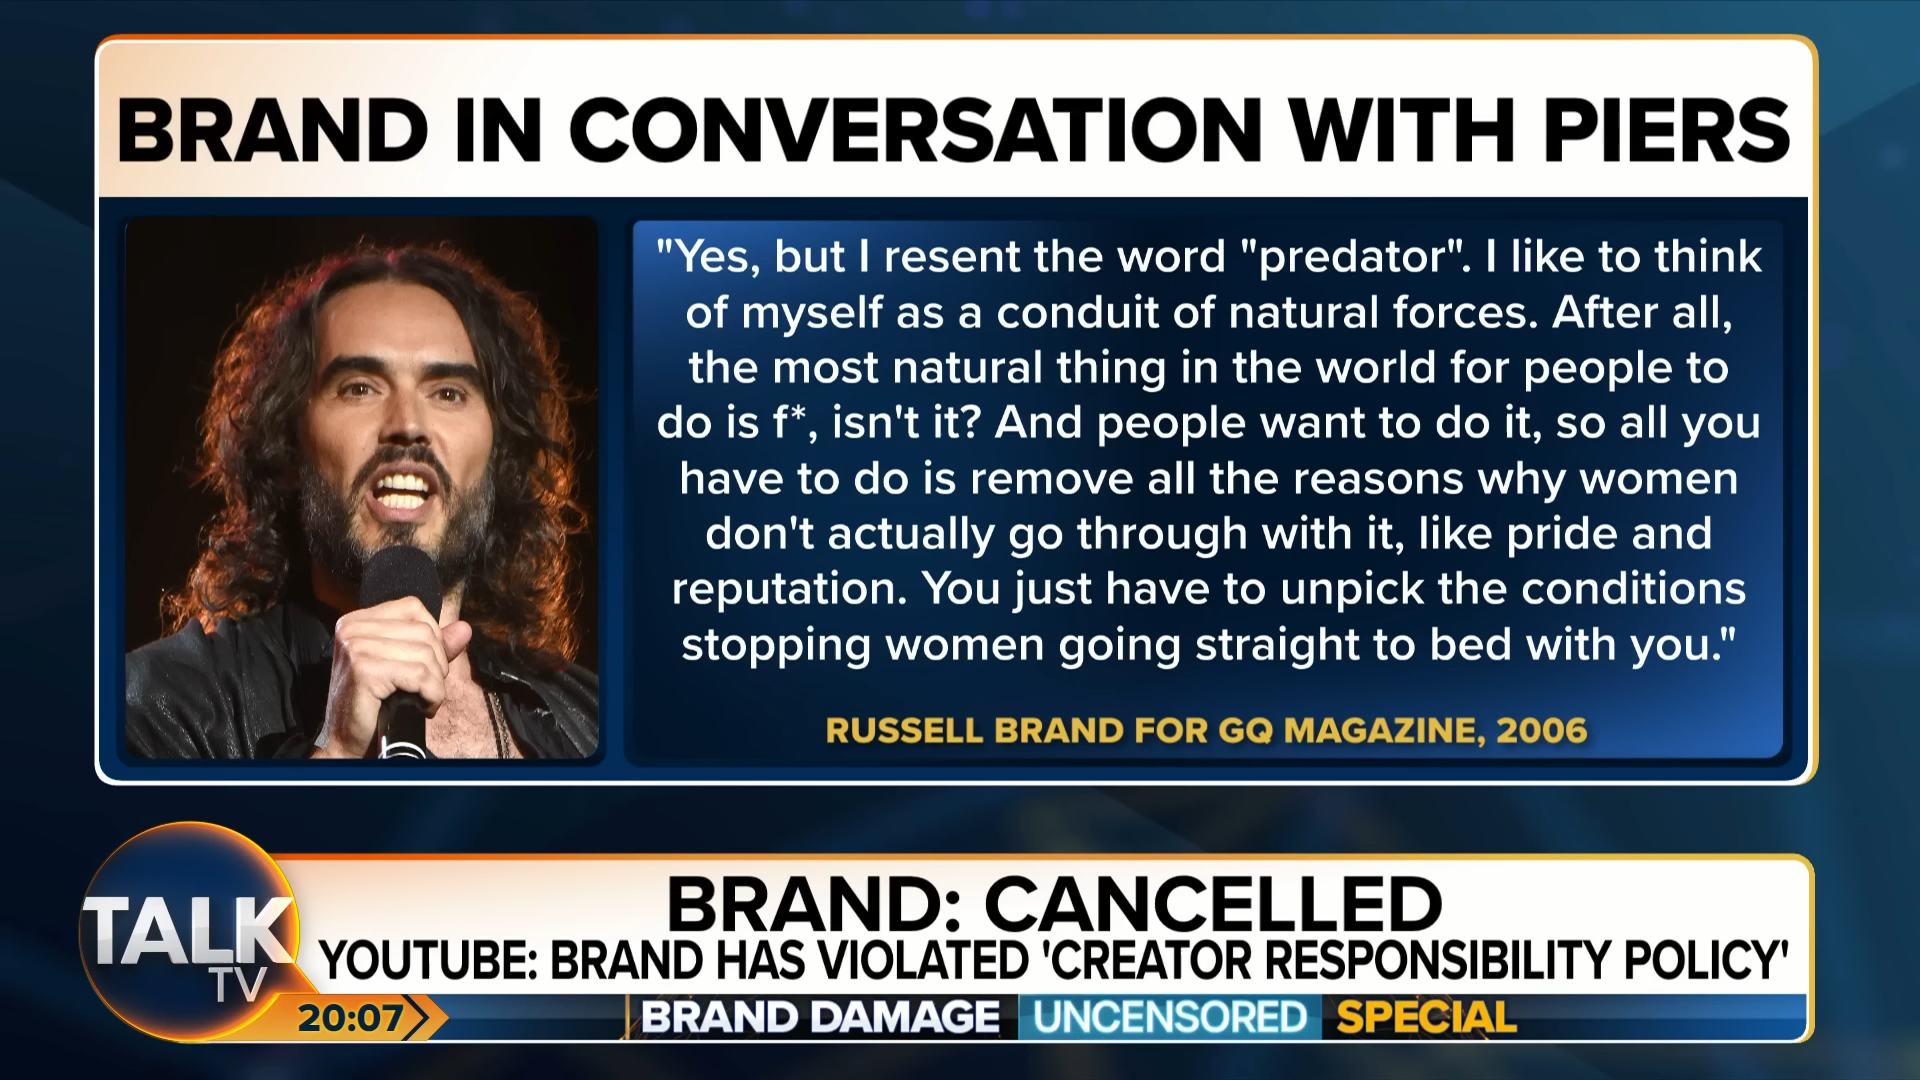 BRAND IN CONVERSATION WITH PIERS
"Yes, but I resent the word "predator". I like to think
of myself as a conduit of natural forces. After all,
the most natural thing in the world for people to
do is f*, isn't it? And people want to do it, so all you
have to do is remove all the reasons why women
don't actually go through with it, like pride and
reputation. You just have to unpick the conditions
stopping women going straight to bed with you."
RUSSELL BRAND FOR GQ MAGAZINE, 2006
BRAND: CANCELLED
YOUTUBE: BRAND HAS VIOLATED 'CREATOR RESPONSIBILITY POLICY'
TALK
TV
20:07
BRAND DAMAGE UNCENSORED SPECIAL